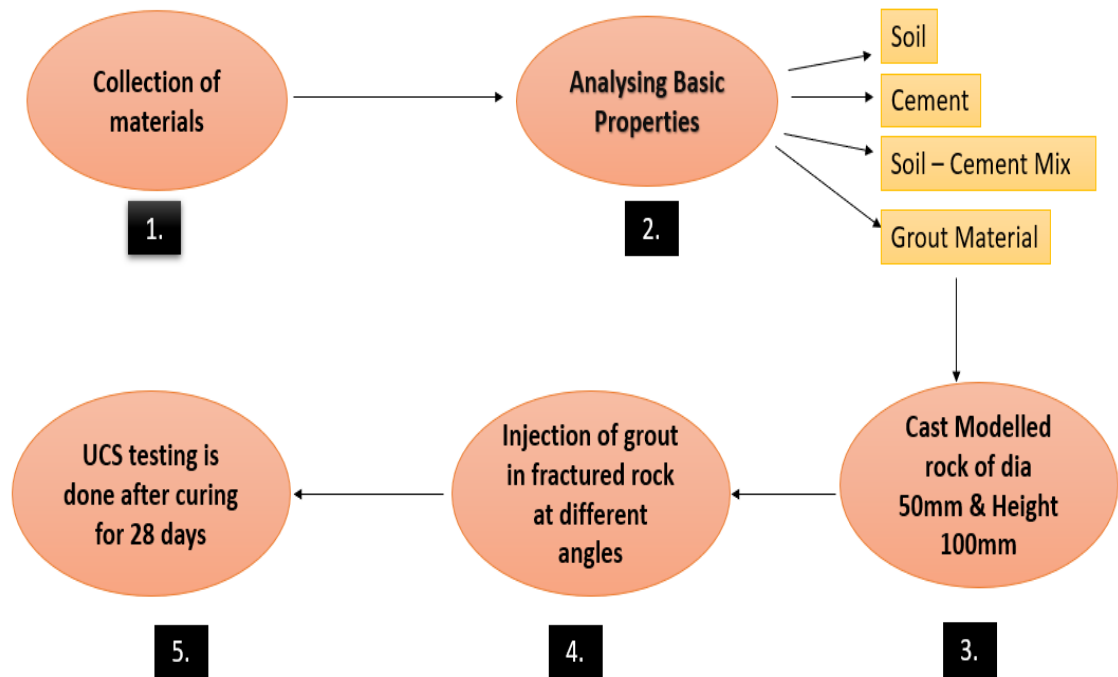 Collection of
materials
1.
Analysing Basic
Properties
2.
Soil
Cement
Soil – Cement Mix
Grout Material
Cast Modelled
rock of dia
50mm & Height
100mm
3.
Injection of grout
in fractured rock
at different
angles
4.
UCS testing is
done after curing
for 28 days
5.